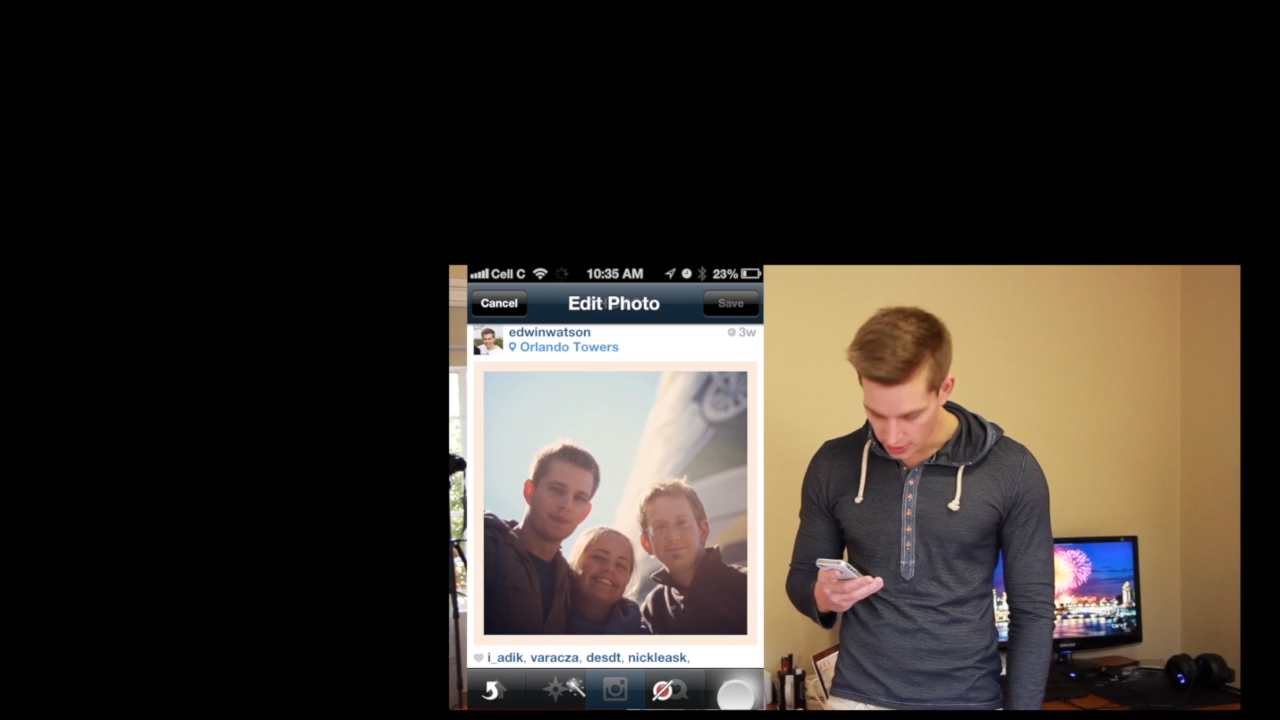 Cell C 10:35 AM 23%
Cancel Edit Photo Save
edwinwatson 3w
Orlando Towers
i_adik, varacza, desdt, nickleask,